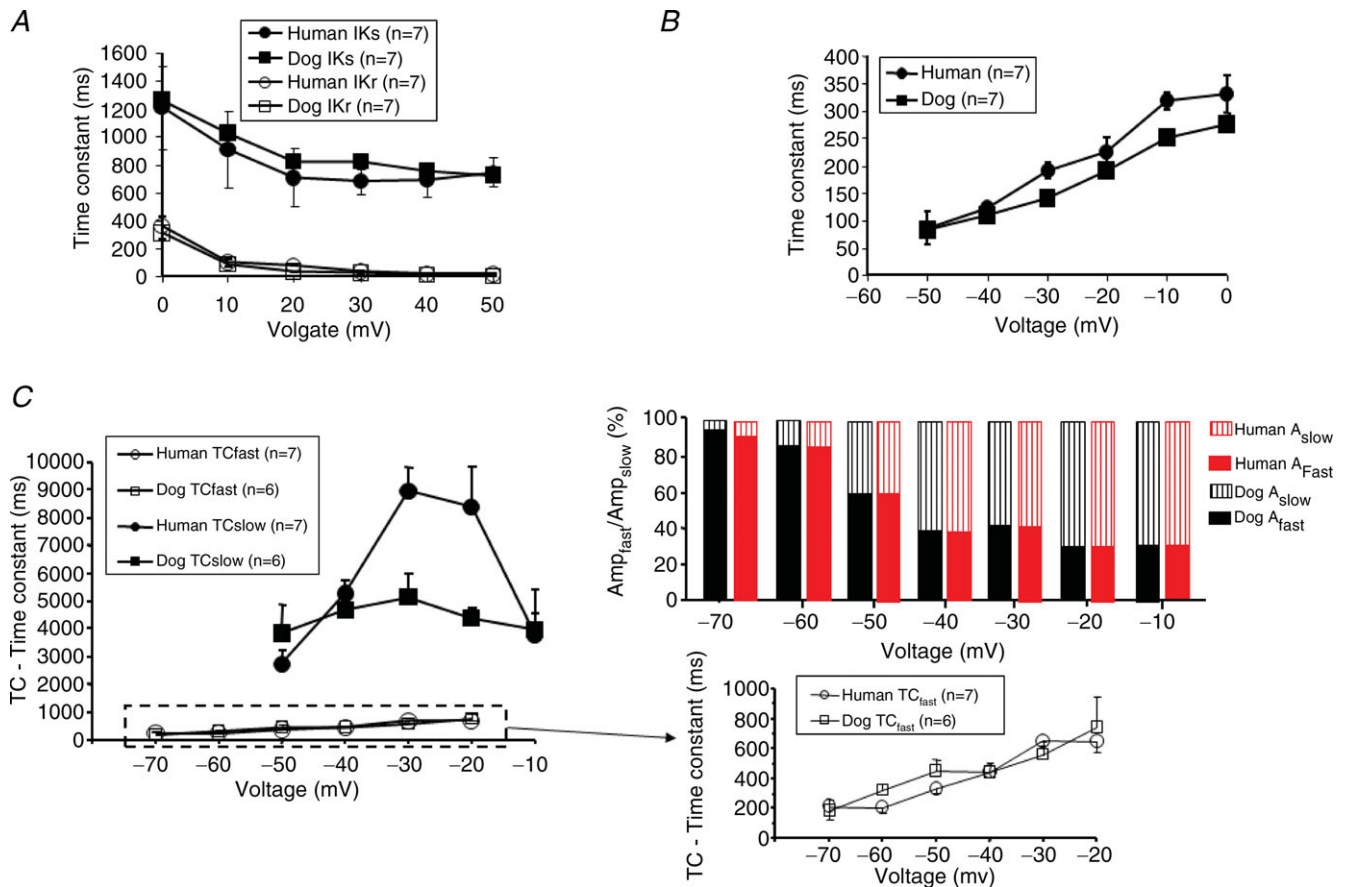 A
Human IKs (n=7)
Dog IKs (n=7)
Human IKr (n=7)
Dog IKr (n=7)
Time constant (ms)
1600
1400
1200
1000
800
600
400
200
0
0 10 20 30 40 50
Volgate (mV)
B
Human (n=7)
Dog (n=7)
Time constant (ms)
400
350
300
250
200
150
100
50
0
−60 −50 −40 −30 −20 −10 0
Voltage (mV)
C
Human TCfast (n=7)
Dog TCfast (n=6)
Human TCslow (n=7)
Dog TCslow (n=6)
TC - Time constant (ms)
10000
9000
8000
7000
6000
5000
4000
3000
2000
1000
0
−70 −60 −50 −40 −30 −20 −10
Voltage (mV)
Ampfast/Ampslow (%)
100
80
60
40
20
0
−70 −60 −50 −40 −30 −20 −10
Voltage (mV)
Human Aslow
Human AFast
Dog Aslow
Dog Afast
TC - Time constant (ms)
Human TCfast (n=7)
Dog TCfast (n=6)
1000
800
600
400
200
0
−70 −60 −50 −40 −30 −20
Voltage (mv)